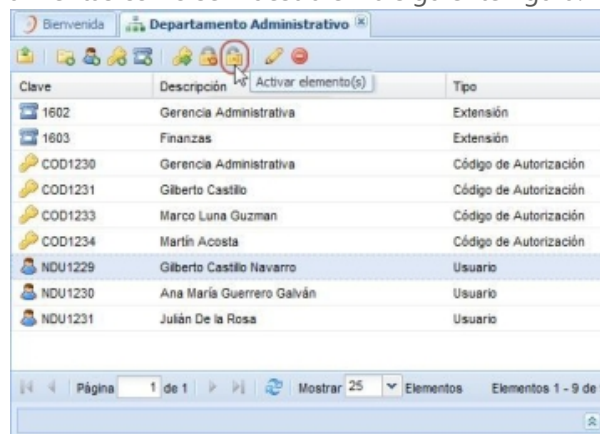 Bienvenida Departamento Administrativo
Activar elemento(s)
Clave Descripción Tipo
1602 Gerencia Administrativa Extensión
1603 Finanzas Extensión
COD1230 Gerencia Administrativa Código de Autorización
COD1231 Gilberto Castillo Código de Autorización
COD1233 Marco Luna Guzman Código de Autorización
COD1234 Martín Acosta Código de Autorización
NDU1229 Gilberto Castillo Navarro Usuario
NDU1230 Ana María Guerrero Galván Usuario
NDU1231 Julián De la Rosa Usuario
Página 1 de 1 Mostrar 25 Elementos Elementos 1 - 9 de